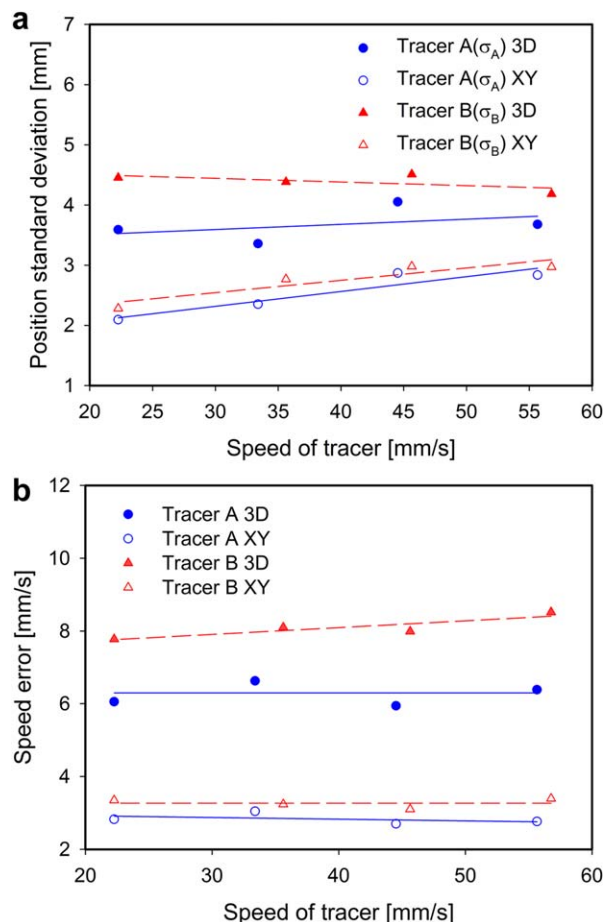 a
7
6
5
4
3
2
1
Position standard deviation [mm]
Tracer A(σA) 3D
Tracer A(σA) XY
Tracer B(σB) 3D
Tracer B(σB) XY
20 25 30 35 40 45 50 55 60
Speed of tracer [mm/s]
b
12
10
8
6
4
2
Speed error [mm/s]
Tracer A 3D
Tracer A XY
Tracer B 3D
Tracer B XY
20 30 40 50 60
Speed of tracer [mm/s]